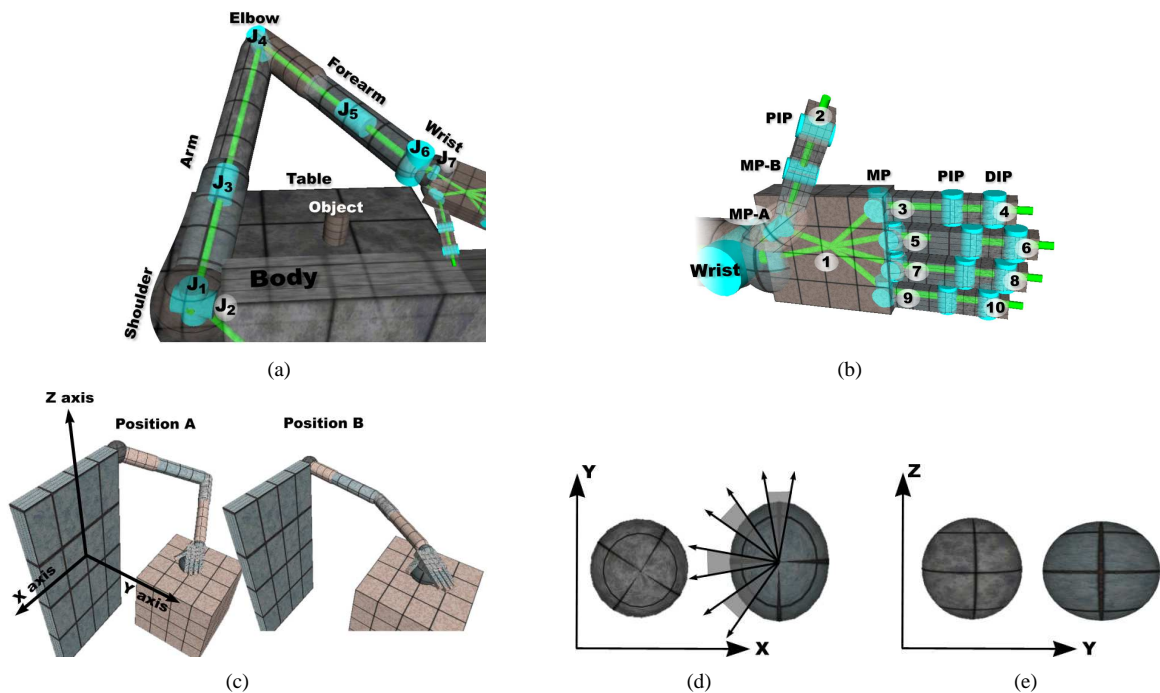 Elbow
J4
Forearm
J5
Wrist
J6
J7
Arm
J3
Table
Object
Body
Shoulder
J1
J2
(a)
PIP
2
MP-B
MP-A
MP
PIP
DIP
3
4
5
6
1
7
8
9
10
Wrist
(b)
Z axis
Position A
Position B
X axis
Y axis
(c)
Y
X
(d)
Z
Y
(e)